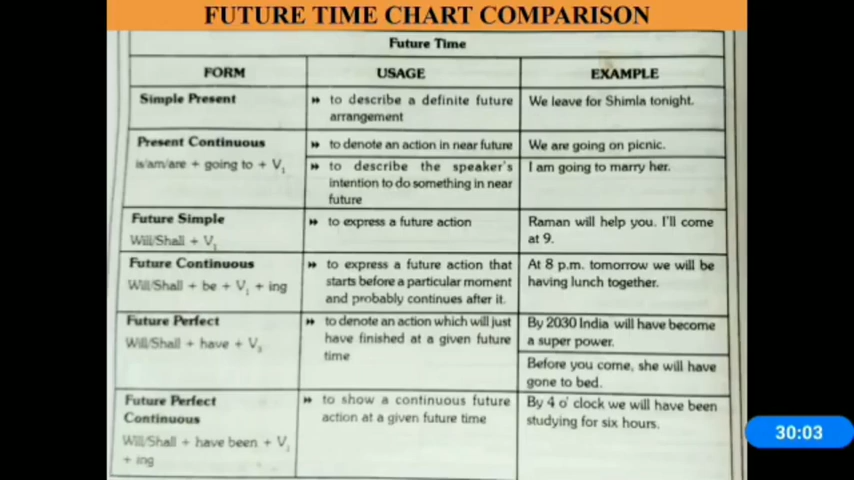 FUTURE TIME CHART COMPARISON
Future Time
FORM USAGE EXAMPLE
Simple Present
▸▸ to describe a definite future
arrangement
We leave for Shimla tonight.
Present Continuous
is/am/are + going to + V₁
▸▸ to denote an action in near future
We are going on picnic.
▸▸ to describe the speaker's
intention to do something in near
future
I am going to marry her.
Future Simple
Will/Shall + V₁
▸▸ to express a future action
Raman will help you. I'll come
at 9.
Future Continuous
Will/Shall + be + V₁ + ing
▸▸ to express a future action that
starts before a particular moment
and probably continues after it.
At 8 p.m. tomorrow we will be
having lunch together.
Future Perfect
Will/Shall + have + V₃
▸▸ to denote an action which will just
have finished at a given future
time
By 2030 India will have become
a super power.
Before you come, she will have
gone to bed.
Future Perfect
Continuous
Will/Shall + have been + V₁
+ ing
▸▸ to show a continuous future
action at a given future time
By 4 o' clock we will have been
studying for six hours.
30:03